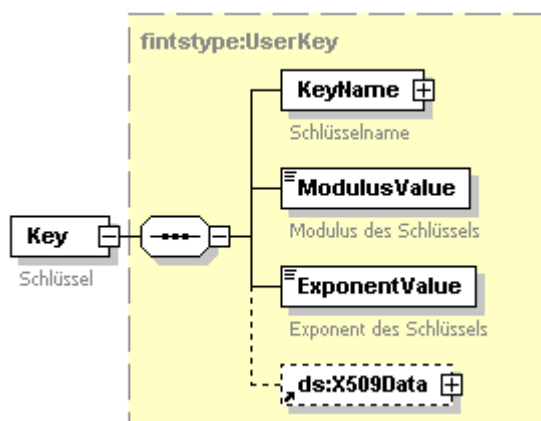 fintstype:UserKey
KeyName
Schlüsselname
ModulusValue
Modulus des Schlüssels
Key
Schlüssel
ExponentValue
Exponent des Schlüssels
ds:X509Data